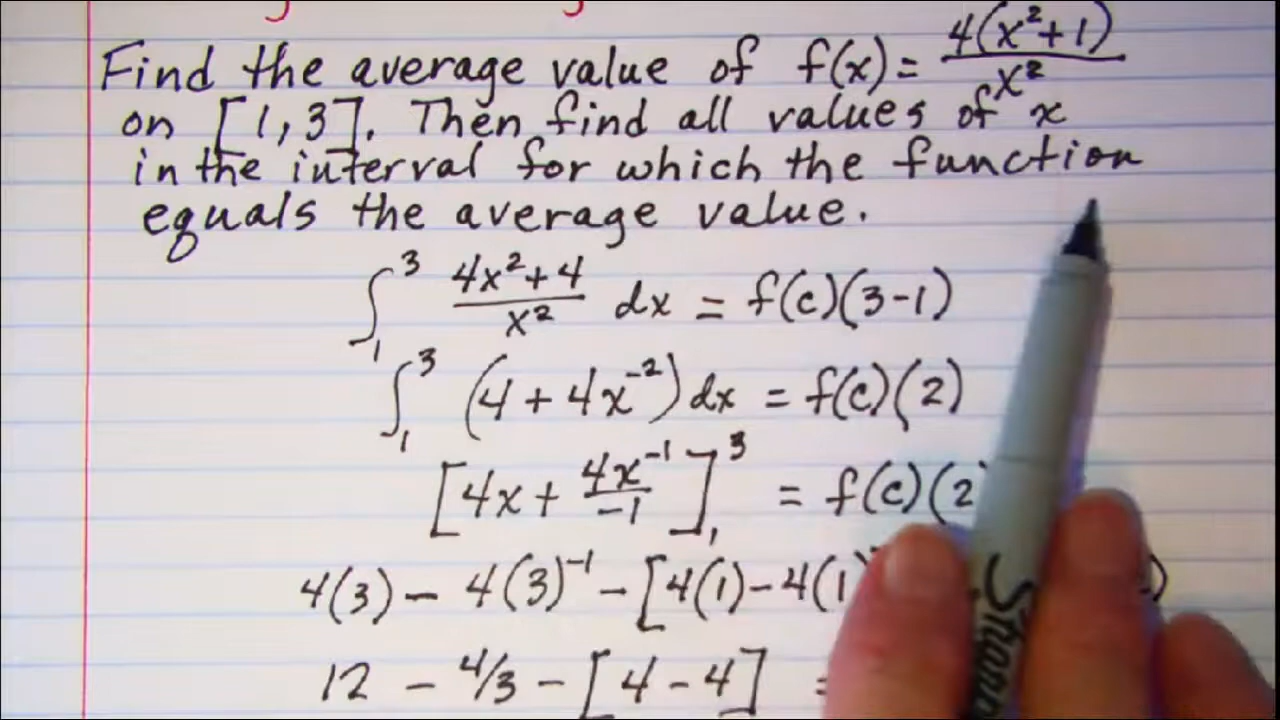 Find the average value of f(x) = 4(x²+1)/x²
on [1,3]. Then find all values of x
in the interval for which the function
equals the average value.
∫₁³ (4x²+4)/x² dx = f(c)(3-1)
∫₁³ (4+4x⁻²)dx = f(c)(2)
[4x + 4x⁻¹/-1]₁³ = f(c)(2
4(3) - 4(3)⁻¹ - [4(1)-4(1
12 - 4/3 - [4-4] =
Sharp